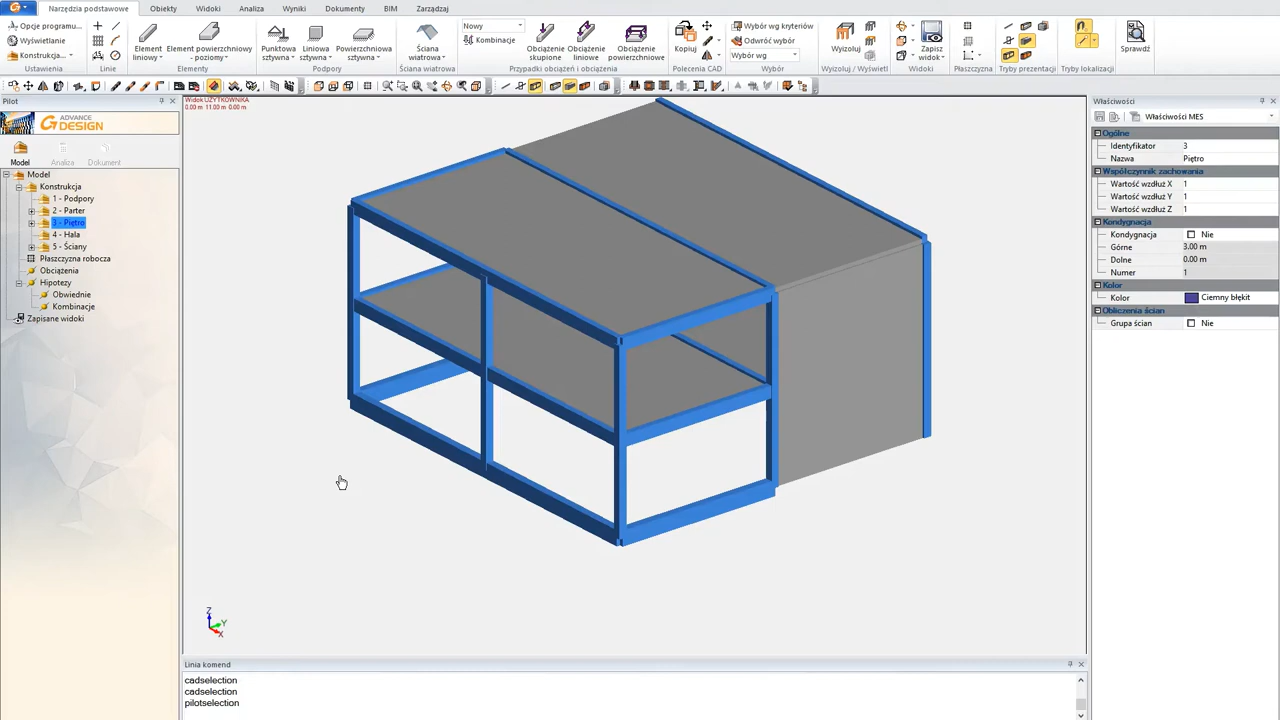 Narzędzia podstawowe Obiekty Widoki Analiza Wyniki Dokumenty BIM Zarządzaj
Opcje programu...
Wyświetlanie
Konstrukcja...
Ustawienia
Linie
Element liniowy
Element powierzchniowy - poziomy
Elementy
Punktowa sztywna
Liniowa sztywna
Powierzchniowa sztywna
Podpory
Ściana wiatrowa
Ściana wiatrowa
Nowy
Kombinacje
Obciążenie skupione
Obciążenie liniowe
Obciążenie powierzchniowe
Przypadki obciążeń i obciążenia
Kopiuj
Polecenia CAD
Wybór wg kryteriów
Odwróć wybór
Wybór wg
Wybór
Wyizoluj
Wyizoluj / Wyświetl
Zapisz widok
Widoki
Płaszczyzna
Tryby prezentacji
Tryby lokalizacji
Sprawdź
Pilot
GRAITEC
ADVANCE
DESIGN
Model Analiza Dokument
Model
Konstrukcja
1 - Podpory
2 - Parter
3 - Piętro
4 - Hala
5 - Ściany
Płaszczyzna robocza
Obciążenia
Hipotezy
Obwiednie
Kombinacje
Zapisane widoki
Widok UŻYTKOWNIKA
0.00 m 11.00 m 0.00 m
Z
Y
X
Linia komend
cadselection
cadselection
pilotselection
Właściwości
Właściwości MES
Ogólne
Identyfikator 3
Nazwa Piętro
Współczynnik zachowania
Wartość wzdłuż X 1
Wartość wzdłuż Y 1
Wartość wzdłuż Z 1
Kondygnacja
Kondygnacja Nie
Górne 3.00 m
Dolne 0.00 m
Numer 1
Kolor
Kolor Ciemny błękit
Obliczenia ścian
Grupa ścian Nie